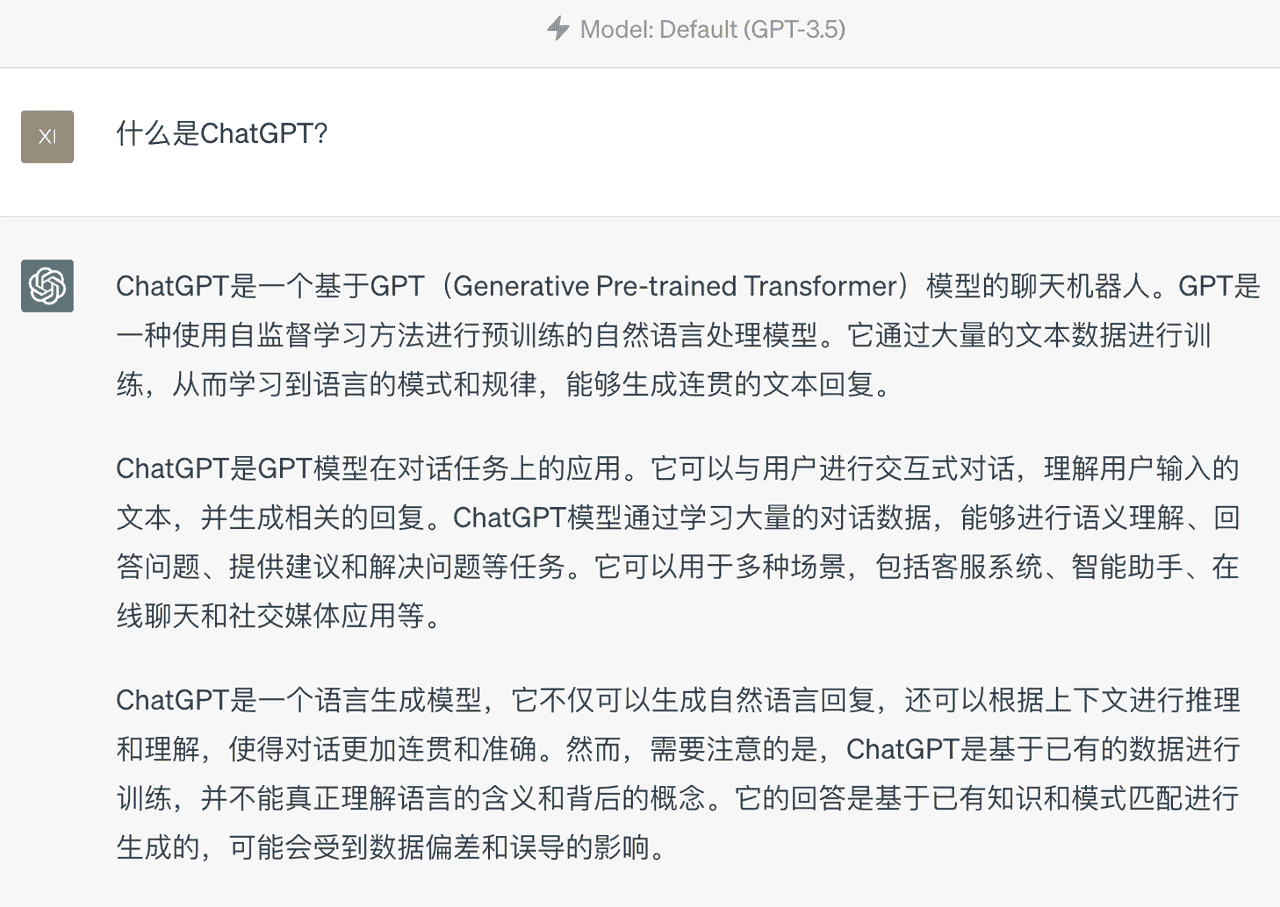 Model: Default (GPT-3.5)
XI
什么是ChatGPT?
ChatGPT是一个基于GPT（Generative Pre-trained Transformer）模型的聊天机器人。GPT是
一种使用自监督学习方法进行预训练的自然语言处理模型。它通过大量的文本数据进行训
练，从而学习到语言的模式和规律，能够生成连贯的文本回复。
ChatGPT是GPT模型在对话任务上的应用。它可以与用户进行交互式对话，理解用户输入的
文本，并生成相关的回复。ChatGPT模型通过学习大量的对话数据，能够进行语义理解、回
答问题、提供建议和解决问题等任务。它可以用于多种场景，包括客服系统、智能助手、在
线聊天和社交媒体应用等。
ChatGPT是一个语言生成模型，它不仅可以生成自然语言回复，还可以根据上下文进行推理
和理解，使得对话更加连贯和准确。然而，需要注意的是，ChatGPT是基于已有的数据进行
训练，并不能真正理解语言的含义和背后的概念。它的回答是基于已有知识和模式匹配进行
生成的，可能会受到数据偏差和误导的影响。